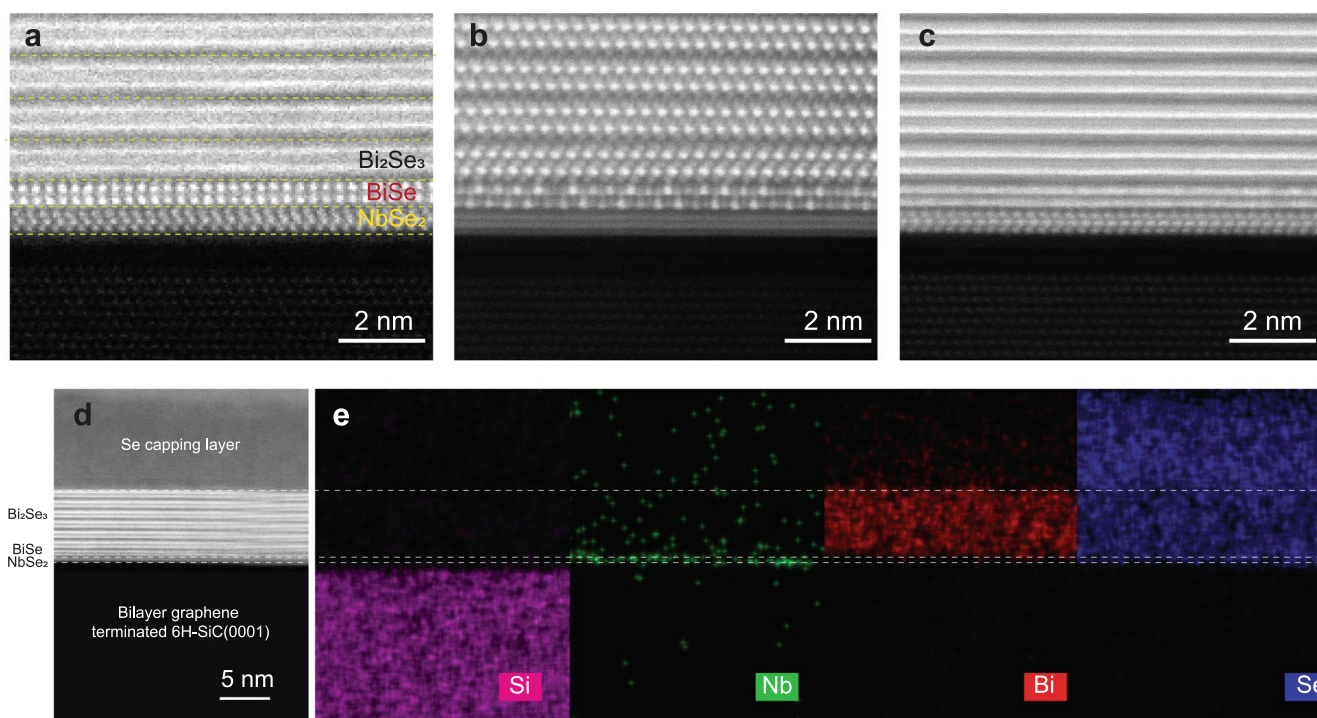 a
b
c
Bi₂Se₃
BiSe
NbSe₂
2 nm
2 nm
2 nm
d
e
Se capping layer
Bi₂Se₃
BiSe
NbSe₂
Bilayer graphene
terminated 6H-SiC(0001)
5 nm
Si
Nb
Bi
Se